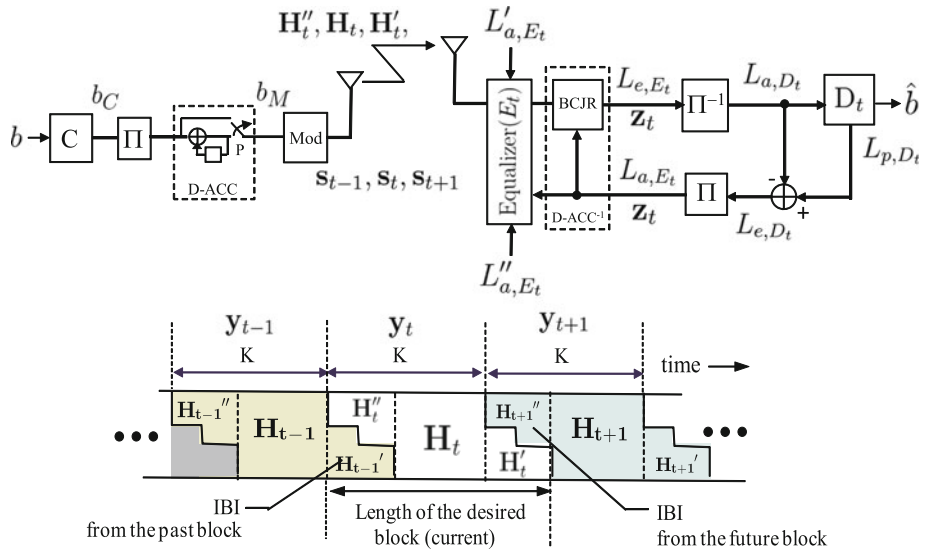 H''_t, H_t, H'_t,
L'_{a,E_t}
b
C
b_C
Π
P
D-ACC
b_M
Mod
s_{t−1}, s_t, s_{t+1}
Equalizer(E_t)
BCJR
D-ACC^{-1}
L_{e,E_t}
z_t
Π^{−1}
L_{a,D_t}
D_t
b̂
L_{p,D_t}
L_{a,E_t}
z_t
Π
-
+
L_{e,D_t}
L''_{a,E_t}
y_{t−1} y_t y_{t+1}
K K K time
H_{t-1}'' H_{t-1} H''_t H_t H_{t+1}'' H_{t+1}
H_{t-1}' H'_t H_{t+1}'
IBI
from the past block
Length of the desired
block (current)
IBI
from the future block